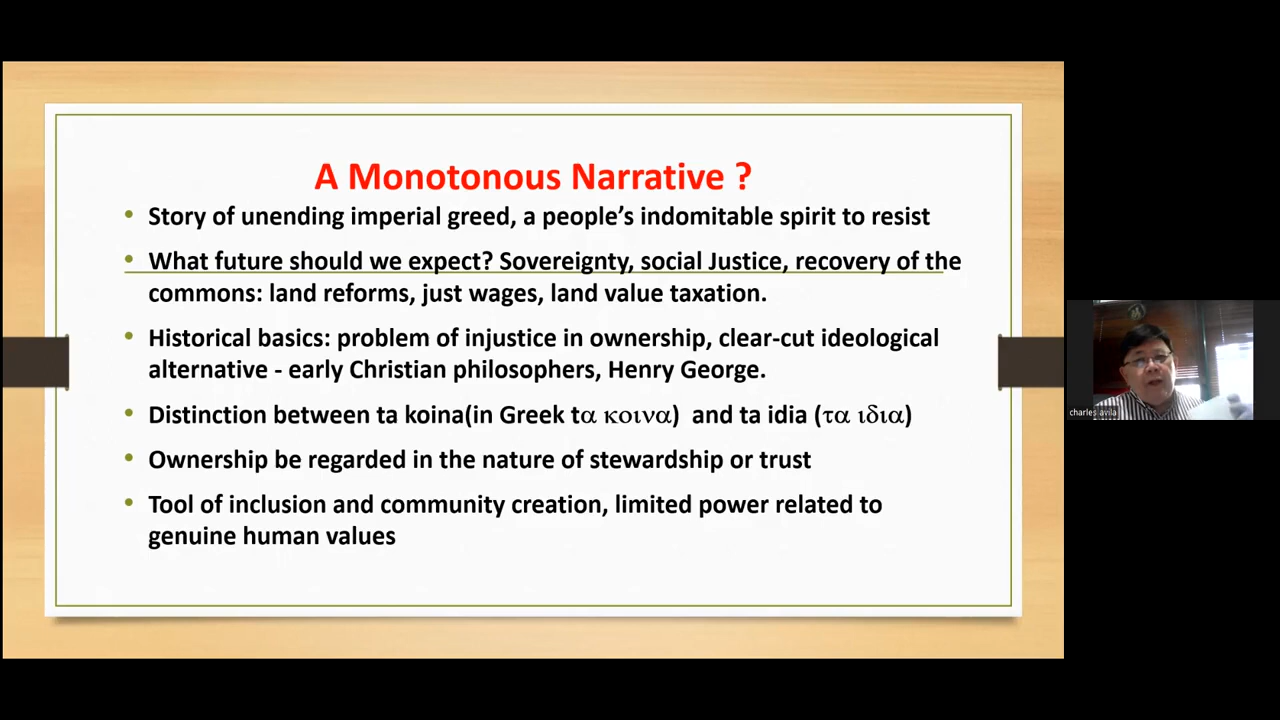 A Monotonous Narrative ?
• Story of unending imperial greed, a people’s indomitable spirit to resist
• What future should we expect? Sovereignty, social Justice, recovery of the
commons: land reforms, just wages, land value taxation.
• Historical basics: problem of injustice in ownership, clear-cut ideological
alternative - early Christian philosophers, Henry George.
• Distinction between ta koina(in Greek tα κοινα)  and ta idia (τα ιδια)
• Ownership be regarded in the nature of stewardship or trust
• Tool of inclusion and community creation, limited power related to
genuine human values
charles avila